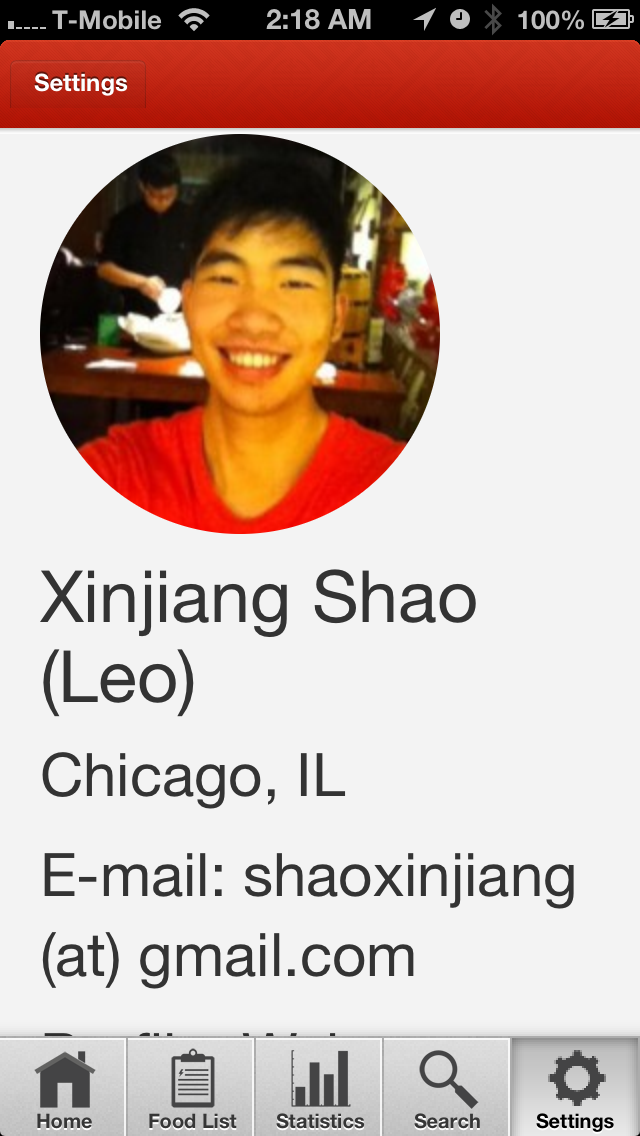 T-Mobile 2:18 AM 100%
Settings
Xinjiang Shao
(Leo)
Chicago, IL
E-mail: shaoxinjiang
(at) gmail.com
Home Food List Statistics Search Settings